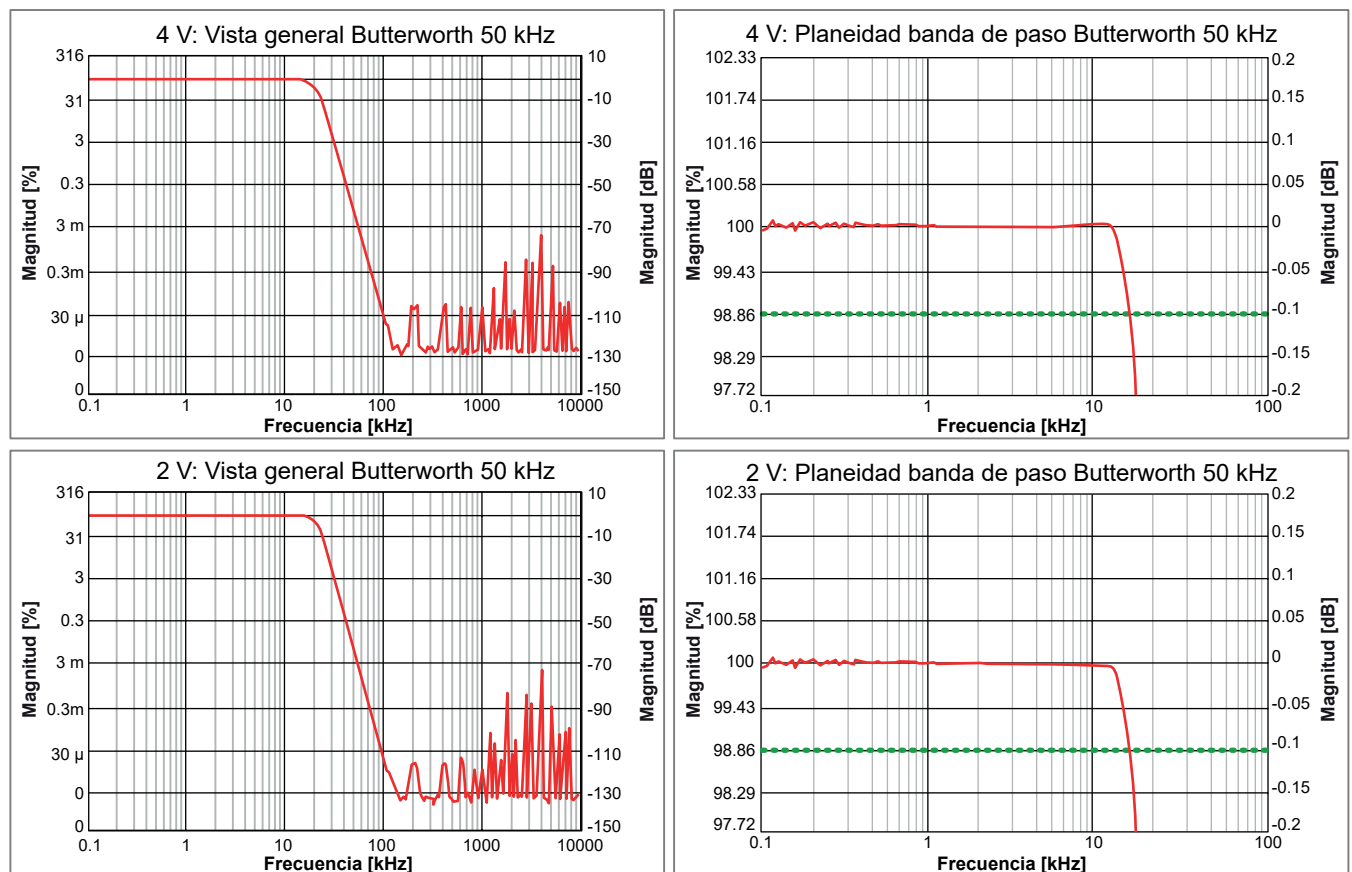 4 V: Vista general Butterworth 50 kHz
316
31
3
0.3
3 m
0.3m
30 µ
0
0
Magnitud [%]
10
-10
-30
-50
-70
-90
-110
-130
-150
Magnitud [dB]
0.1 1 10 100 1000 10000
Frecuencia [kHz]
4 V: Planeidad banda de paso Butterworth 50 kHz
102.33
101.74
101.16
100.58
100
99.43
98.86
98.29
97.72
Magnitud [%]
0.2
0.15
0.1
0.05
0
-0.05
-0.1
-0.15
-0.2
Magnitud [dB]
0.1 1 10 100
Frecuencia [kHz]
2 V: Vista general Butterworth 50 kHz
316
31
3
0.3
3 m
0.3m
30 µ
0
0
Magnitud [%]
10
-10
-30
-50
-70
-90
-110
-130
-150
Magnitud [dB]
0.1 1 10 100 1000 10000
Frecuencia [kHz]
2 V: Planeidad banda de paso Butterworth 50 kHz
102.33
101.74
101.16
100.58
100
99.43
98.86
98.29
97.72
Magnitud [%]
0.2
0.15
0.1
0.05
0
-0.05
-0.1
-0.15
-0.2
Magnitud [dB]
0.1 1 10 100
Frecuencia [kHz]